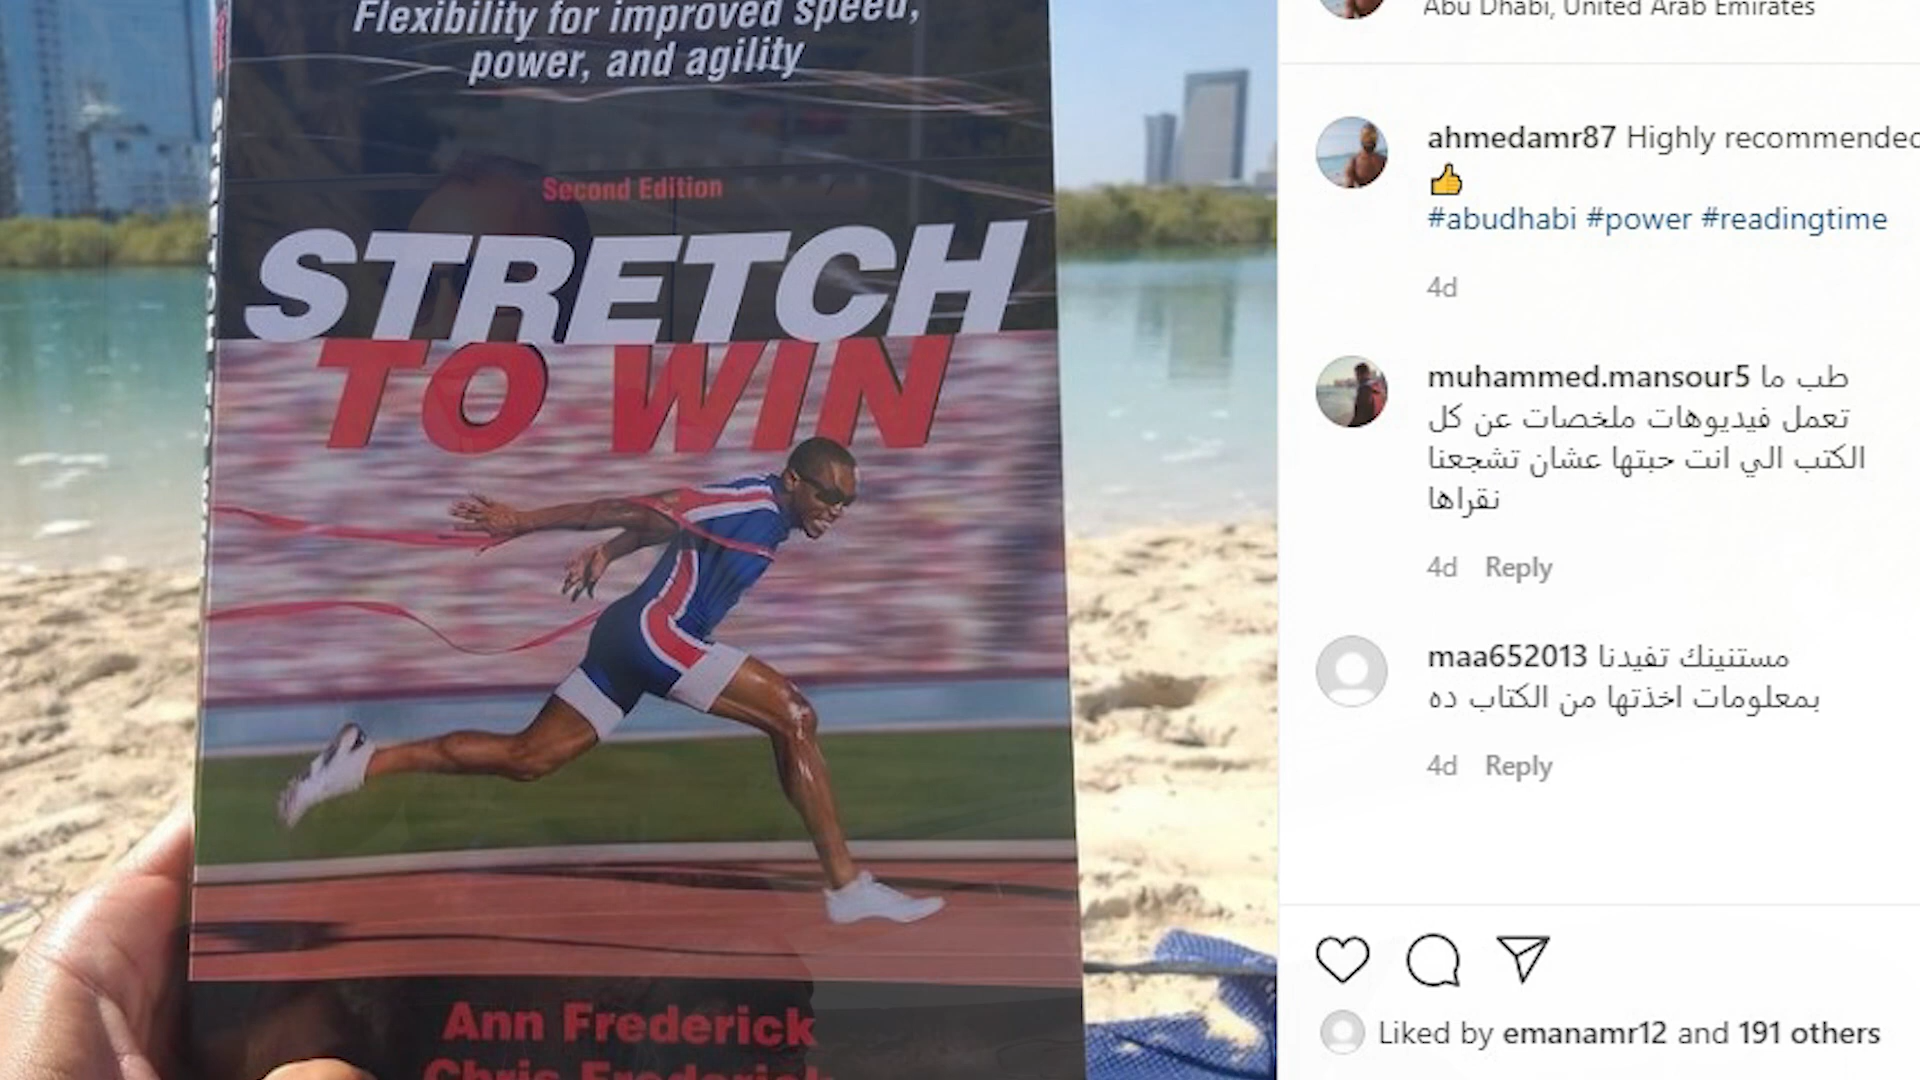 Flexibility for improved speed,
power, and agility
Second Edition
STRETCH
TO WIN
Ann Frederick
Chris Frederick
Abu Dhabi, United Arab Emirates
ahmedamr87 Highly recommended
👍
#abudhabi #power #readingtime
4d
muhammed.mansour5 طب ما
تعمل فيديوهات ملخصات عن كل
الكتب الي انت حبتها عشان تشجعنا
نقراها
4d Reply
maa652013 مستنينك تفيدنا
بمعلومات اخذتها من الكتاب ده
4d Reply
Liked by emanamr12 and 191 others